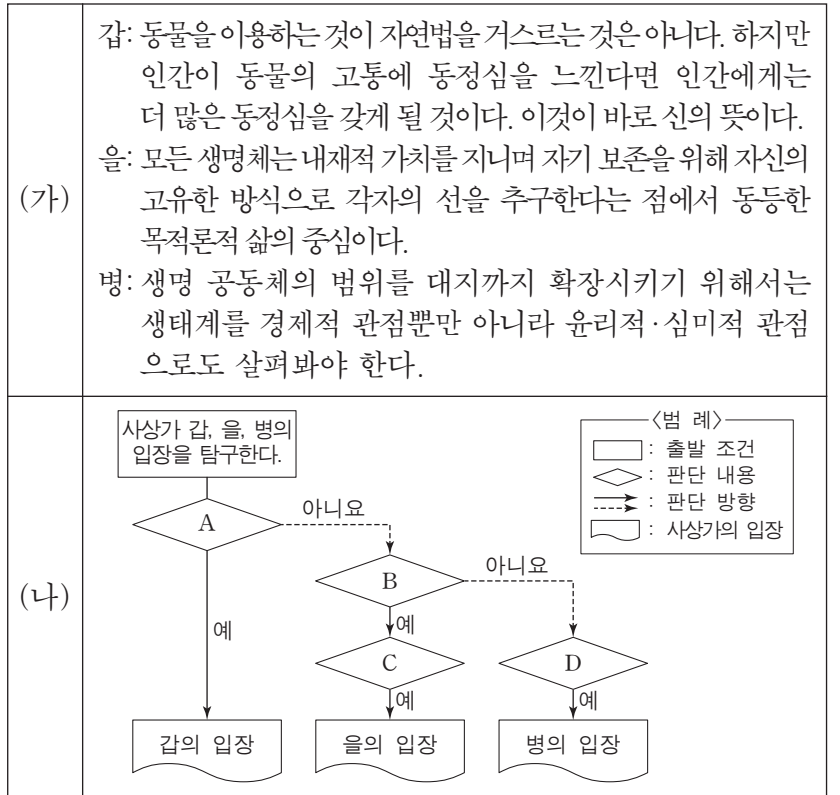 (가)
갑: 동물을 이용하는 것이 자연법을 거스르는 것은 아니다. 하지만
인간이 동물의 고통에 동정심을 느낀다면 인간에게는
더 많은 동정심을 갖게 될 것이다. 이것이 바로 신의 뜻이다.
을: 모든 생명체는 내재적 가치를 지니며 자기 보존을 위해 자신의
고유한 방식으로 각자의 선을 추구한다는 점에서 동등한
목적론적 삶의 중심이다.
병: 생명 공동체의 범위를 대지까지 확장시키기 위해서는
생태계를 경제적 관점뿐만 아니라 윤리적·심미적 관점
으로도 살펴봐야 한다.
(나)
사상가 갑, 을, 병의
입장을 탐구한다.
〈범 례〉
: 출발 조건
: 판단 내용
: 판단 방향
: 사상가의 입장
A
아니요
B
아니요
예
예
C
D
예
예
갑의 입장
을의 입장
병의 입장